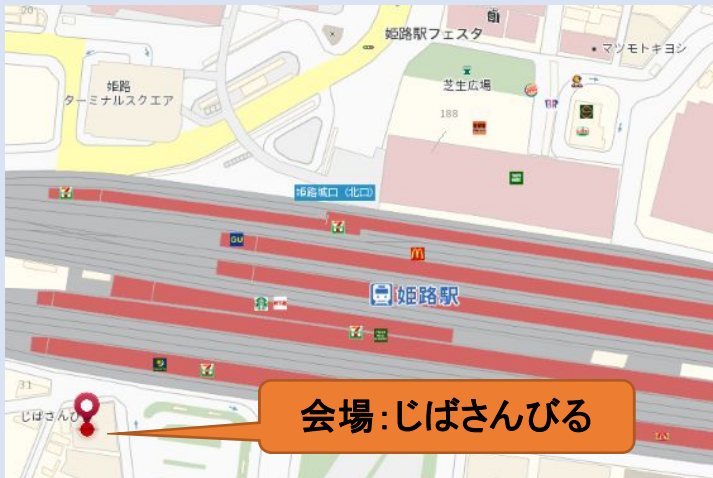 20
姫路駅フェスタ
マツモトキヨシ
姫路
ターミナルスクエア
芝生広場
188
姫路城口（北口）
GU
姫路駅
31
じばさんび
会場:じばさんびる